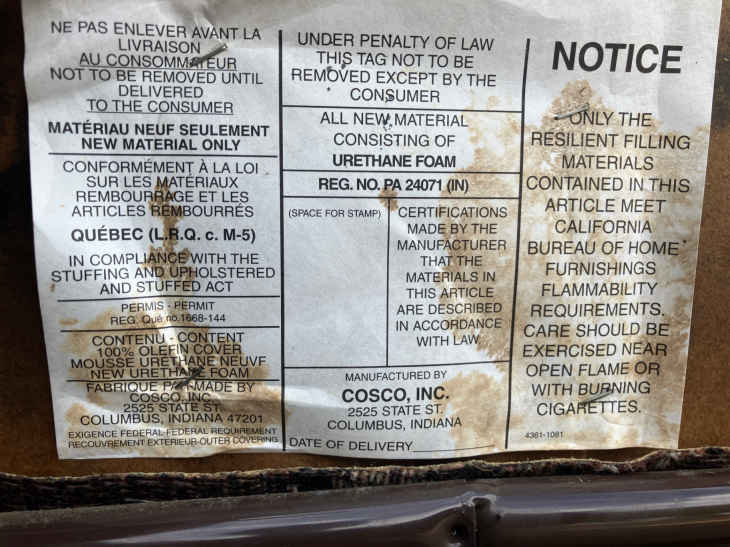 NE PAS ENLEVER AVANT LA
LIVRAISON
AU CONSOMMATEUR
NOT TO BE REMOVED UNTIL
DELIVERED
TO THE CONSUMER
MATÉRIAU NEUF SEULEMENT
NEW MATERIAL ONLY
CONFORMÉMENT À LA LOI
SUR LES MATÉRIAUX
REMBOURRAGE ET LES
ARTICLES REMBOURRÉS
QUÉBEC (L.R.Q. c. M-5)
IN COMPLIANCE WITH THE
STUFFING AND UPHOLSTERED
AND STUFFED ACT
PERMIS - PERMIT
REG. Qué no.1668-144
CONTENU - CONTENT
100% OLEFIN COVER
MOUSSE URETHANE NEUVF
NEW URETHANE FOAM
FABRIQUE PAR-MADE BY
COSCO, INC.
2525 STATE ST.
COLUMBUS, INDIANA 47201
EXIGENCE FEDERAL-FEDERAL REQUIREMENT
RECOUVREMENT EXTERIEUR-OUTER COVERING
UNDER PENALTY OF LAW
THIS TAG NOT TO BE
REMOVED EXCEPT BY THE
CONSUMER
ALL NEW MATERIAL
CONSISTING OF
URETHANE FOAM
REG. NO. PA 24071 (IN)
(SPACE FOR STAMP)
CERTIFICATIONS
MADE BY THE
MANUFACTURER
THAT THE
MATERIALS IN
THIS ARTICLE
ARE DESCRIBED
IN ACCORDANCE
WITH LAW
MANUFACTURED BY
COSCO, INC.
2525 STATE ST.
COLUMBUS, INDIANA
DATE OF DELIVERY
NOTICE
ONLY THE
RESILIENT FILLING
MATERIALS
CONTAINED IN THIS
ARTICLE MEET
CALIFORNIA
BUREAU OF HOME
FURNISHINGS
FLAMMABILITY
REQUIREMENTS.
CARE SHOULD BE
EXERCISED NEAR
OPEN FLAME OR
WITH BURNING
CIGARETTES.
4361-1081